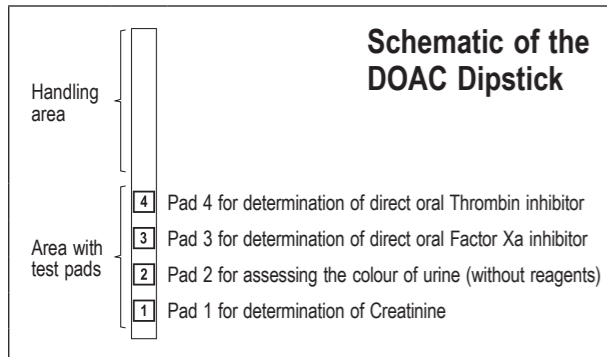 Schematic of the
DOAC Dipstick
Handling
area
Area with
test pads
4 Pad 4 for determination of direct oral Thrombin inhibitor
3 Pad 3 for determination of direct oral Factor Xa inhibitor
2 Pad 2 for assessing the colour of urine (without reagents)
1 Pad 1 for determination of Creatinine